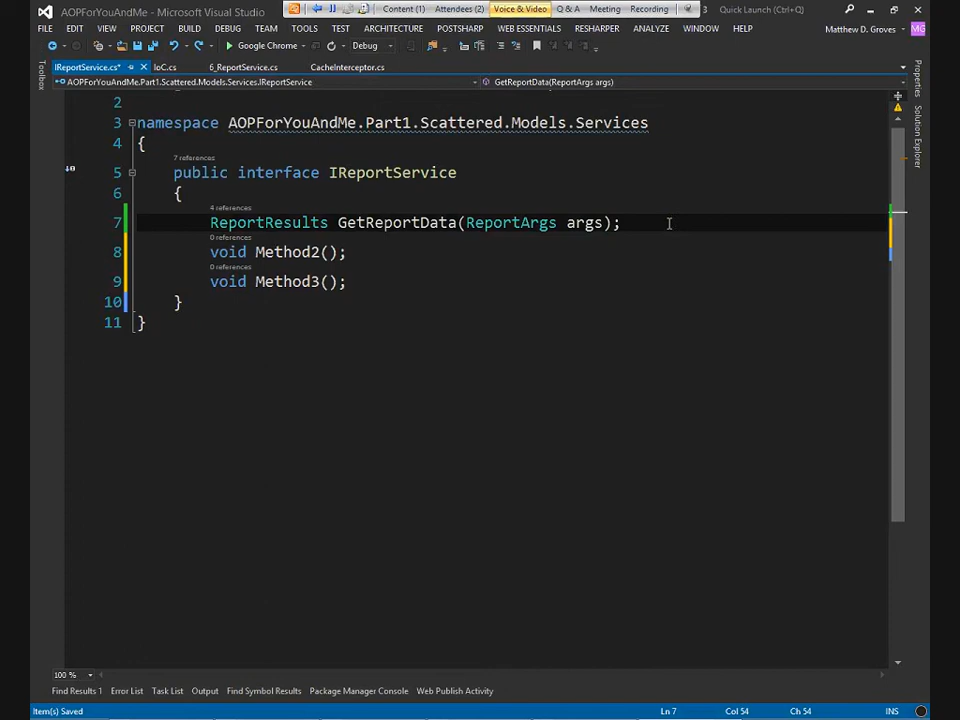 AOPForYouAndMe - Microsoft Visual Studio
Content (1) Attendees (2) Voice & Video Q & A Meeting Recording
3 Quick Launch (Ctrl+Q)
FILE EDIT VIEW PROJECT BUILD DEBUG TEAM TOOLS TEST ARCHITECTURE POSTSHARP WEB ESSENTIALS RESHARPER ANALYZE WINDOW HELP
Matthew D. Groves MG
Google Chrome Debug
IReportService.cs* IoC.cs 6_ReportService.cs CacheInterceptor.cs
AOPForYouAndMe.Part1.Scattered.Models.Services.IReportService GetReportData(ReportArgs args)
Toolbox
Properties
Solution Explorer
2
3 namespace AOPForYouAndMe.Part1.Scattered.Models.Services
4 {
7 references
5 public interface IReportService
6 {
4 references
7 ReportResults GetReportData(ReportArgs args);
0 references
8 void Method2();
0 references
9 void Method3();
10 }
11 }
100 %
Find Results 1 Error List Task List Output Find Symbol Results Package Manager Console Web Publish Activity
Item(s) Saved Ln 7 Col 54 Ch 54 INS